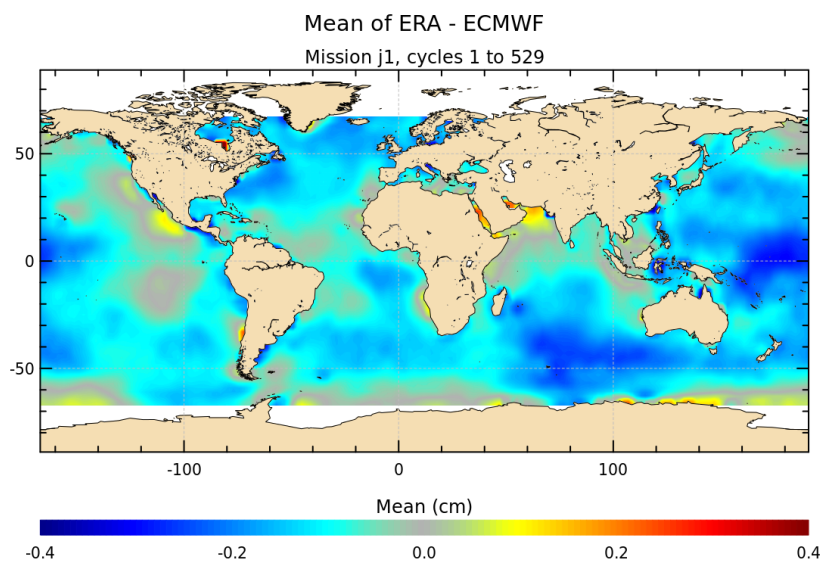 Mean of ERA - ECMWF
Mission j1, cycles 1 to 529
50
0
-50
-100 0 100
Mean (cm)
-0.4 -0.2 0.0 0.2 0.4